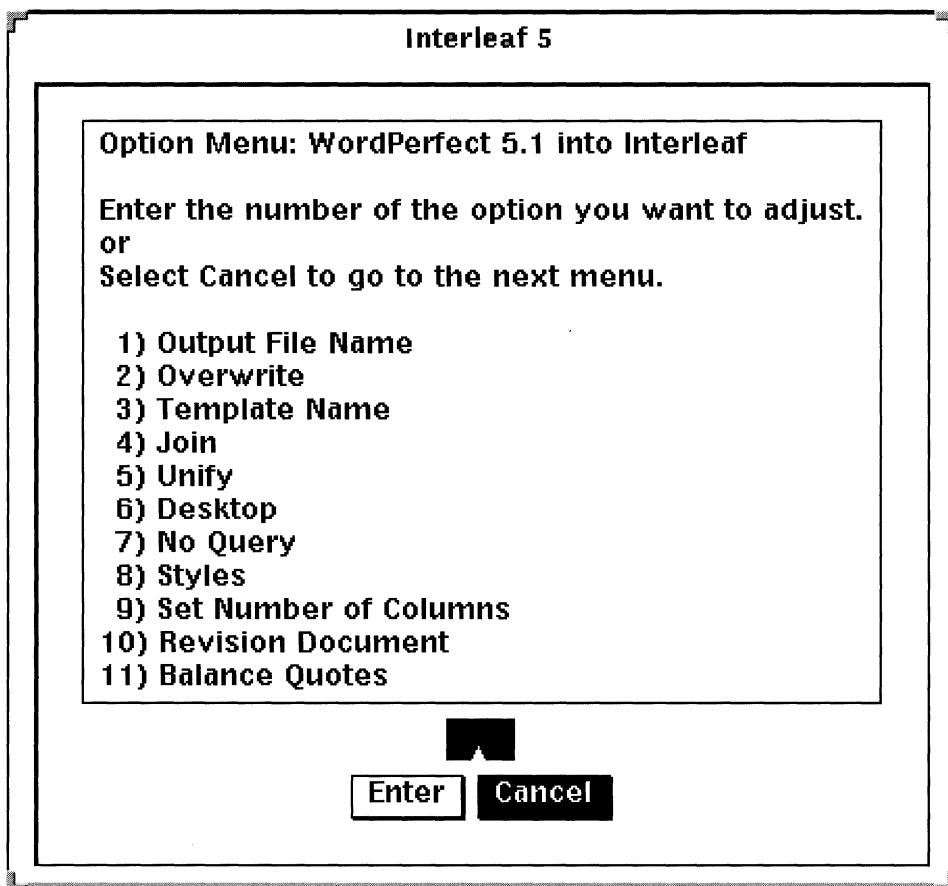 Interleaf 5
Option Menu: WordPerfect 5.1 into Interleaf
Enter the number of the option you want to adjust.
or
Select Cancel to go to the next menu.
1) Output File Name
2) Overwrite
3) Template Name
4) Join
5) Unify
6) Desktop
7) No Query
8) Styles
9) Set Number of Columns
10) Revision Document
11) Balance Quotes
Enter Cancel